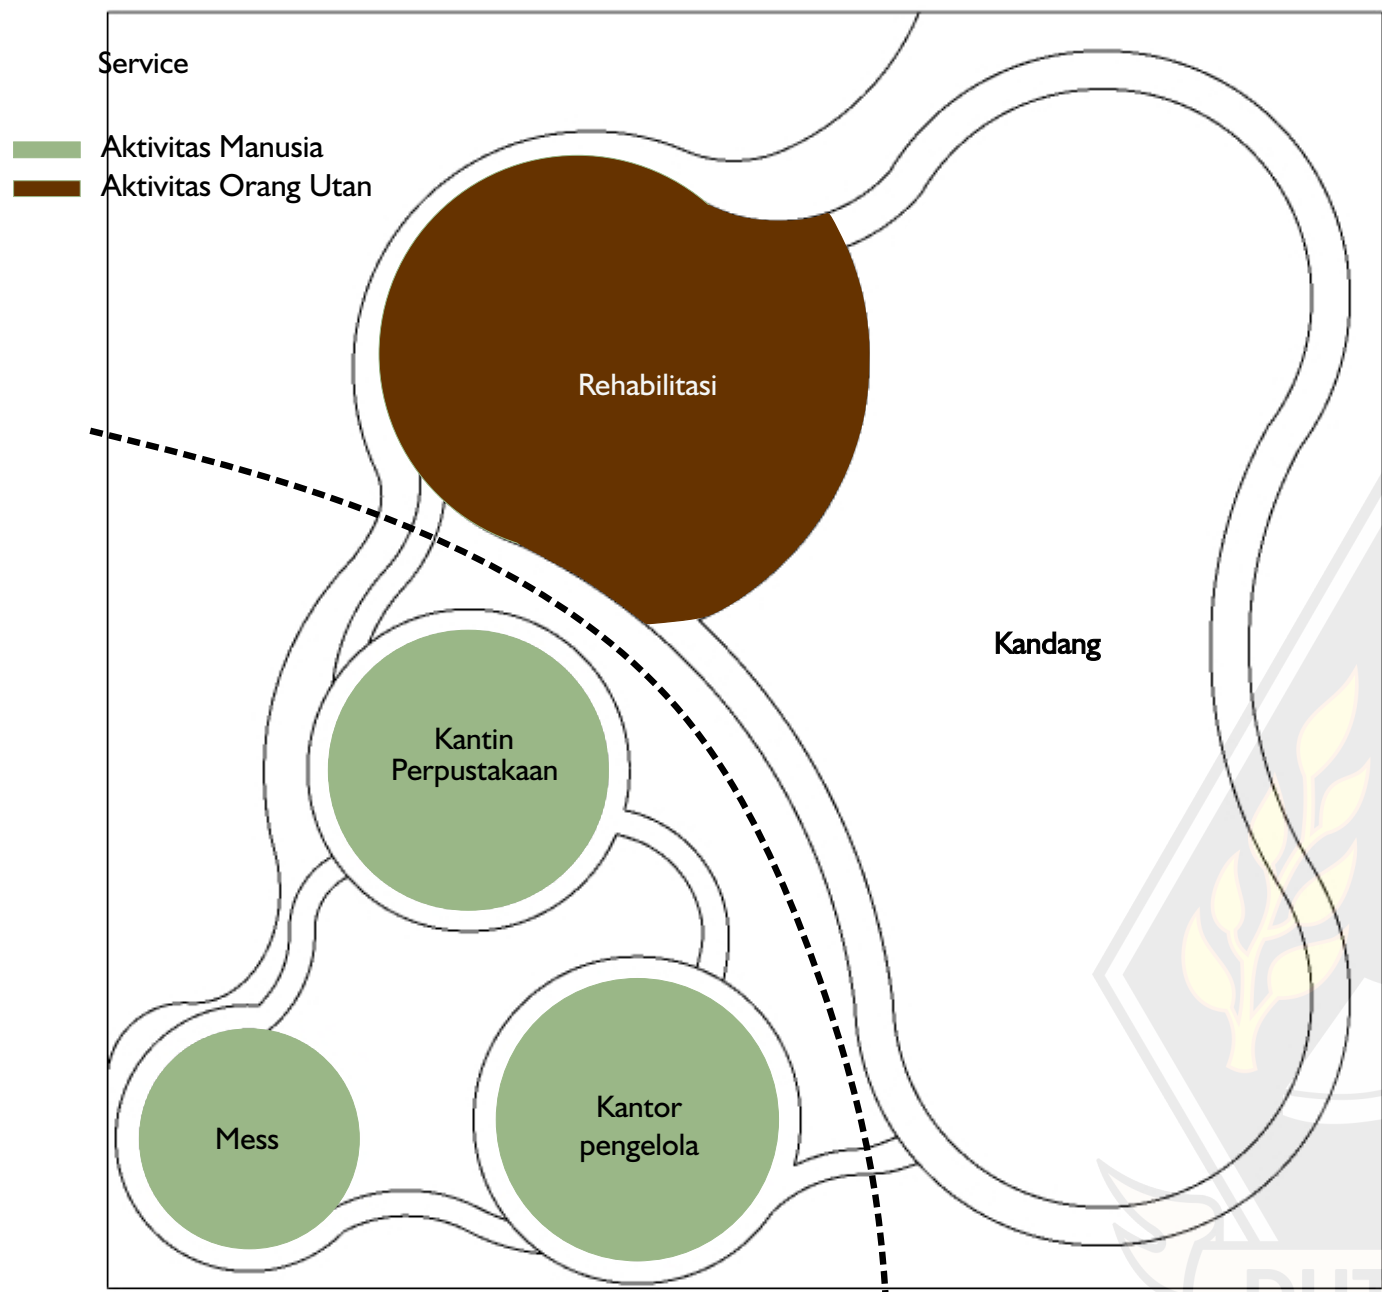 Service
Aktivitas Manusia
Aktivitas Orang Utan
Rehabilitasi
Kandang
Kantin
Perpustakaan
Kantor
pengelola
Mess